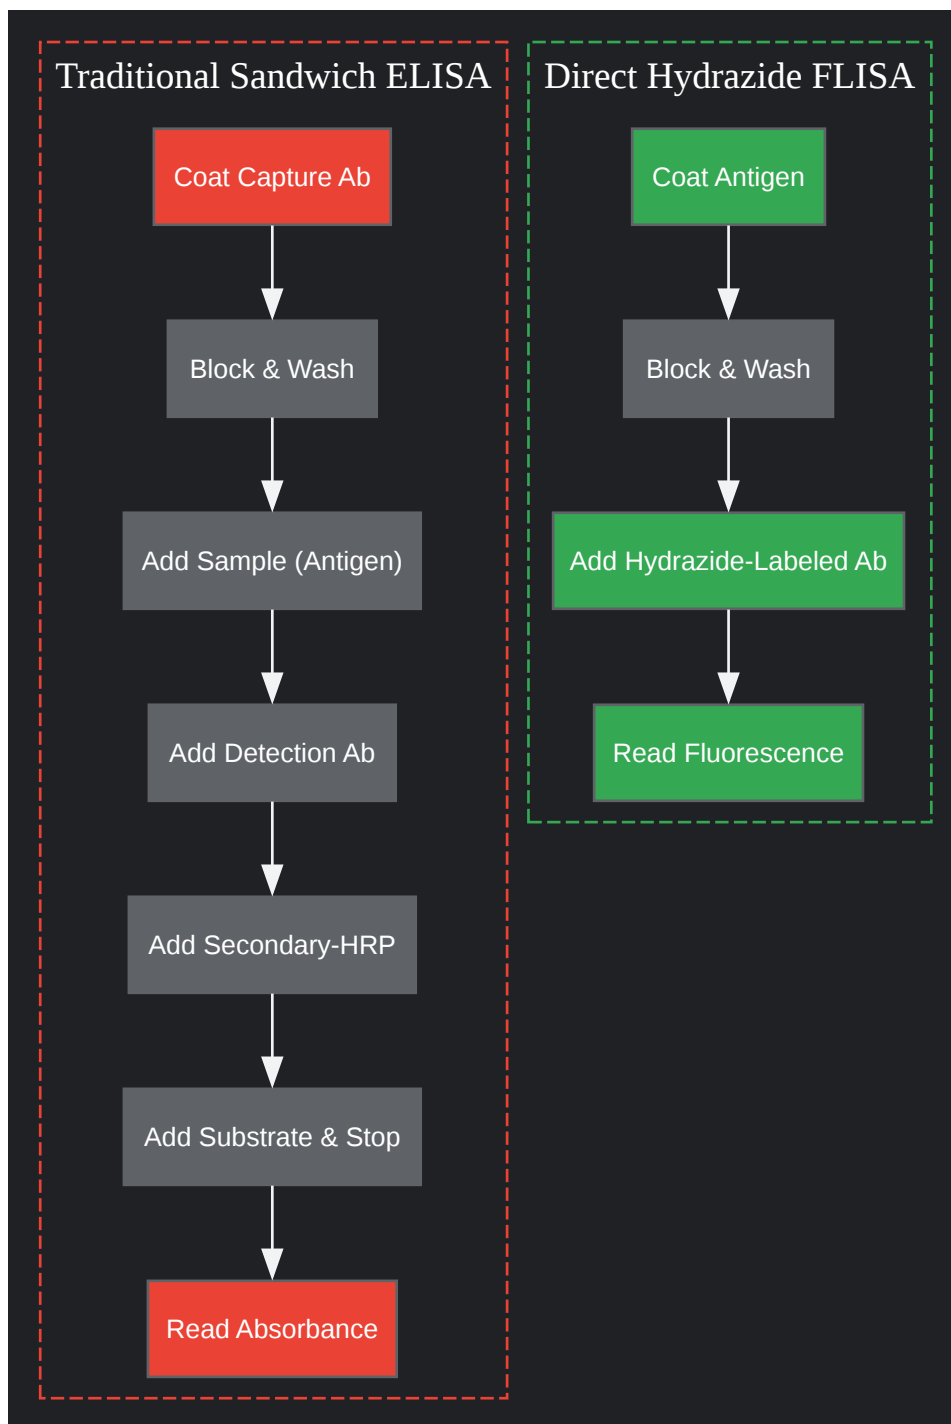 Traditional Sandwich ELISA
Coat Capture Ab
Block & Wash
Add Sample (Antigen)
Add Detection Ab
Add Secondary-HRP
Add Substrate & Stop
Read Absorbance
Direct Hydrazide FLISA
Coat Antigen
Block & Wash
Add Hydrazide-Labeled Ab
Read Fluorescence